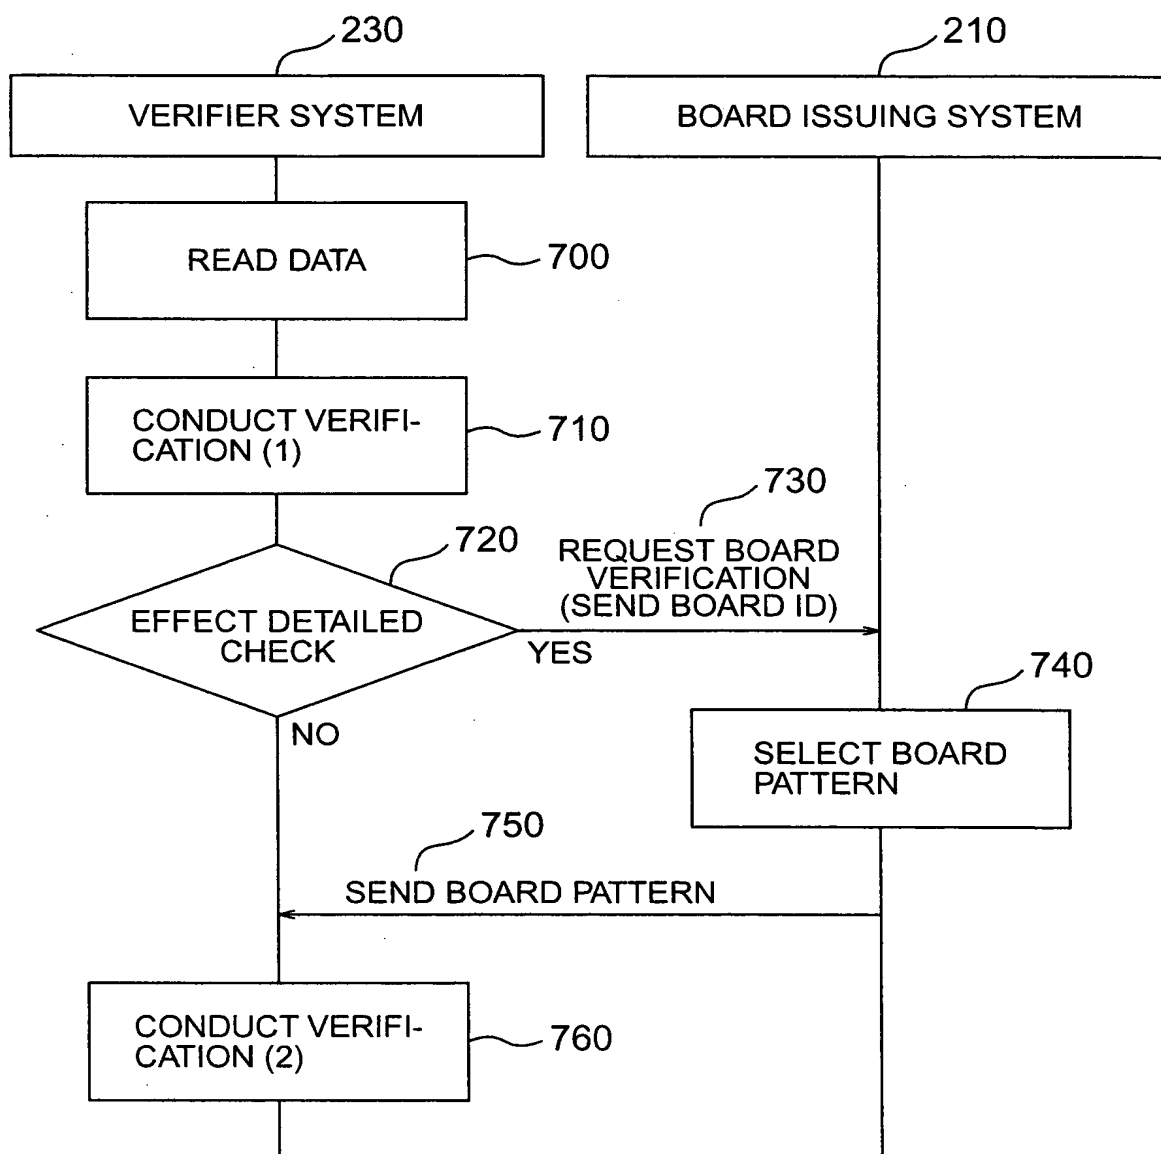 230
210
VERIFIER SYSTEM
BOARD ISSUING SYSTEM
READ DATA
700
CONDUCT VERIFI-
CATION (1)
710
720
730
REQUEST BOARD
VERIFICATION
(SEND BOARD ID)
EFFECT DETAILED
CHECK
YES
NO
740
SELECT BOARD
PATTERN
750
SEND BOARD PATTERN
CONDUCT VERIFI-
CATION (2)
760